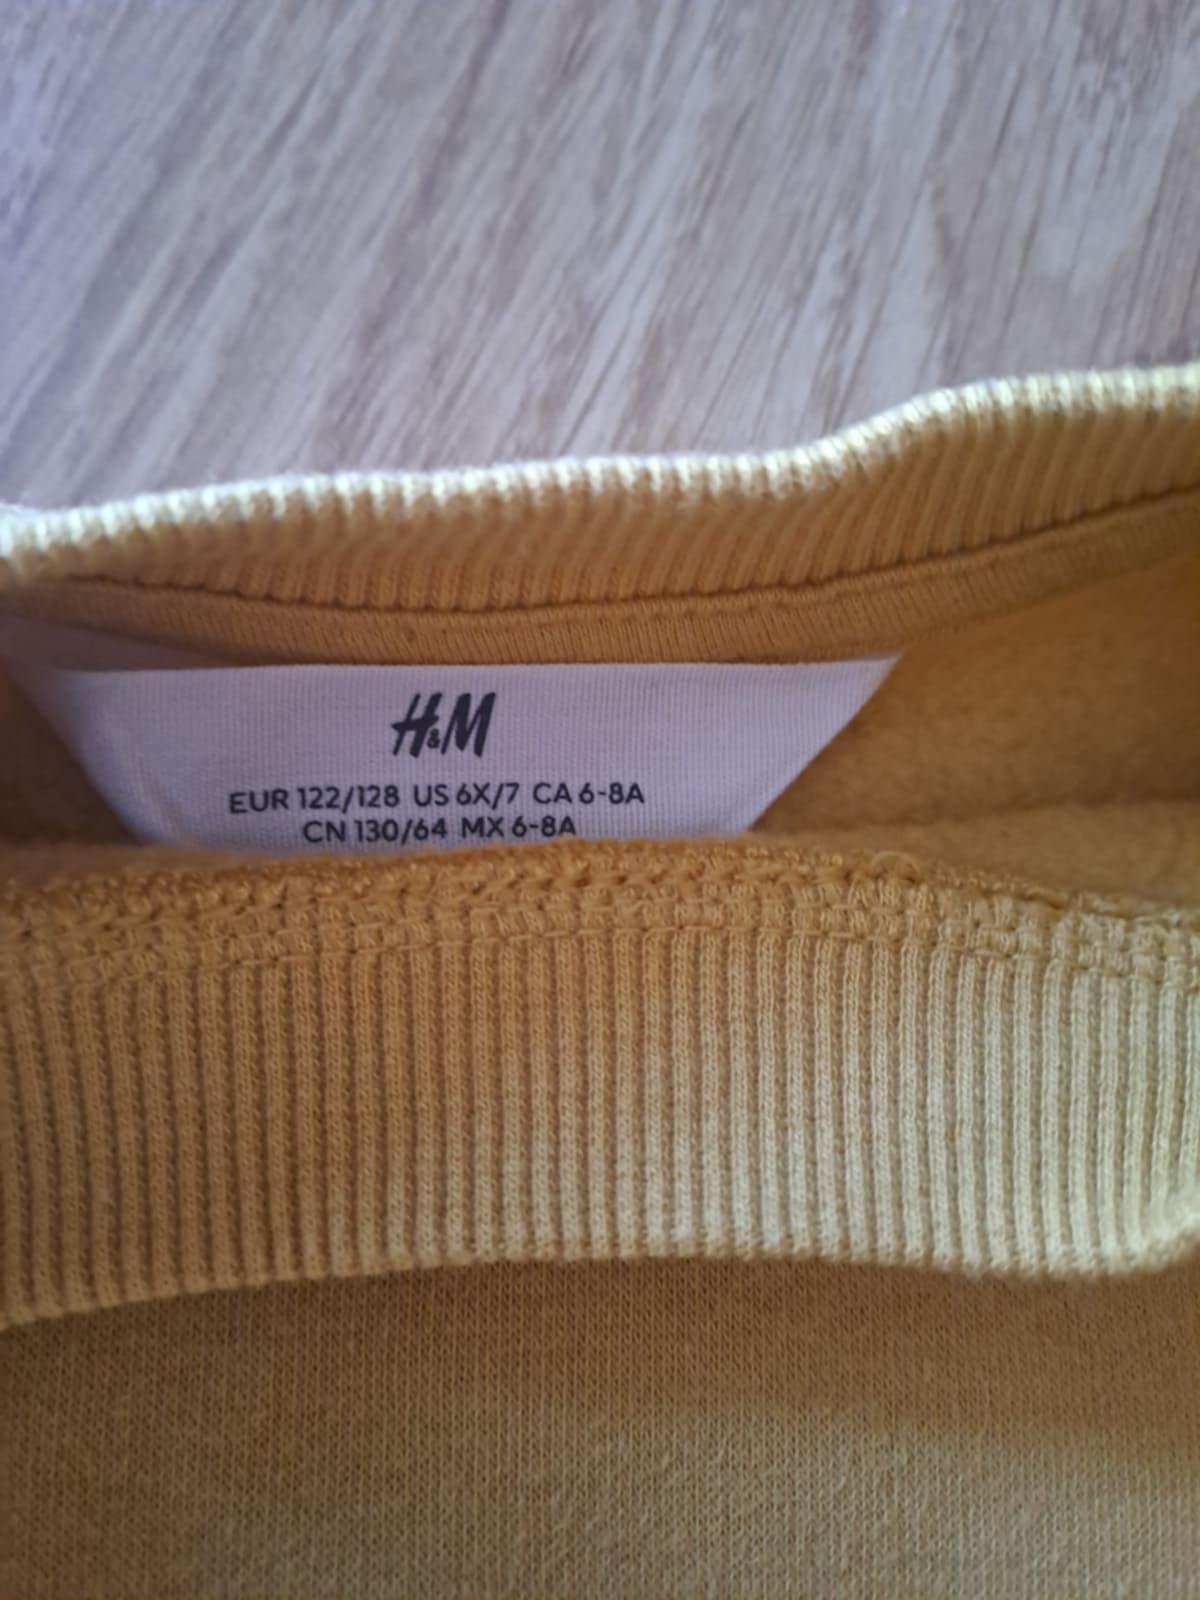 H&M
EUR 122/128 US 6X/7 CA 6-8A
CN 130/64 MX 6-8A